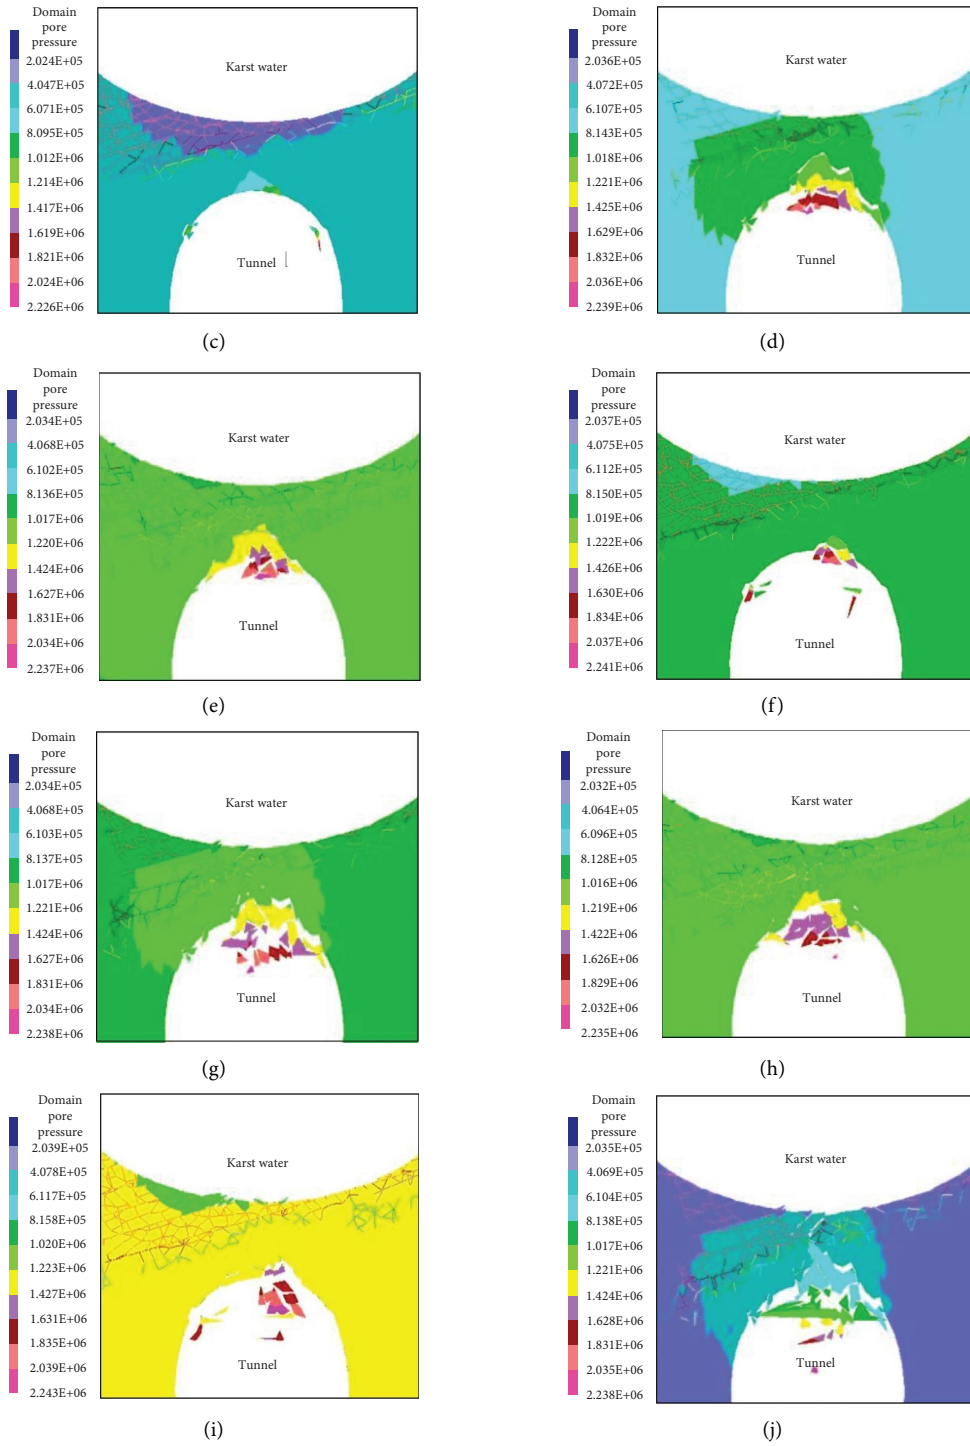 Domain
pore
pressure
2.024E+05
4.047E+05
6.071E+05
8.095E+05
1.012E+06
1.214E+06
1.417E+06
1.619E+06
1.821E+06
2.024E+06
2.226E+06
Karst water
Tunnel
(c)
Domain
pore
pressure
2.036E+05
4.072E+05
6.107E+05
8.143E+05
1.018E+06
1.221E+06
1.425E+06
1.629E+06
1.832E+06
2.036E+06
2.239E+06
Karst water
Tunnel
(d)
Domain
pore
pressure
2.034E+05
4.068E+05
6.102E+05
8.136E+05
1.017E+06
1.220E+06
1.424E+06
1.627E+06
1.831E+06
2.034E+06
2.237E+06
Karst water
Tunnel
(e)
Domain
pore
pressure
2.037E+05
4.075E+05
6.112E+05
8.150E+05
1.019E+06
1.222E+06
1.426E+06
1.630E+06
1.834E+06
2.037E+06
2.241E+06
Karst water
Tunnel
(f)
Domain
pore
pressure
2.034E+05
4.068E+05
6.103E+05
8.137E+05
1.017E+06
1.221E+06
1.424E+06
1.627E+06
1.831E+06
2.034E+06
2.238E+06
Karst water
Tunnel
(g)
Domain
pore
pressure
2.032E+05
4.064E+05
6.096E+05
8.128E+05
1.016E+06
1.219E+06
1.422E+06
1.626E+06
1.829E+06
2.032E+06
2.235E+06
Karst water
Tunnel
(h)
Domain
pore
pressure
2.039E+05
4.078E+05
6.117E+05
8.158E+05
1.020E+06
1.223E+06
1.427E+06
1.631E+06
1.835E+06
2.039E+06
2.243E+06
Karst water
Tunnel
(i)
Domain
pore
pressure
2.035E+05
4.069E+05
6.104E+05
8.138E+05
1.017E+06
1.221E+06
1.424E+06
1.628E+06
1.831E+06
2.035E+06
2.238E+06
Karst water
Tunnel
(j)